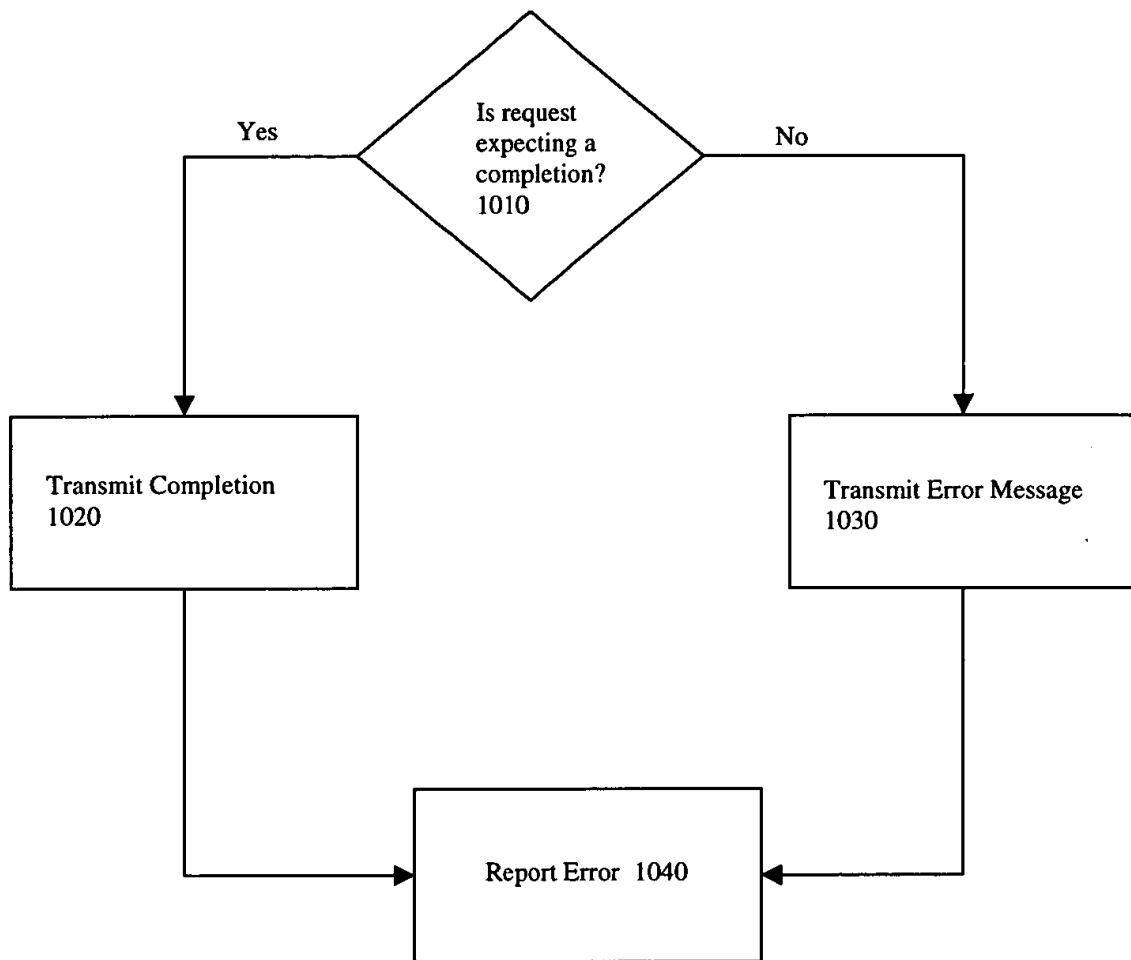 Is request
expecting a
completion?
1010
Yes
No
Transmit Completion
1020
Transmit Error Message
1030
Report Error 1040